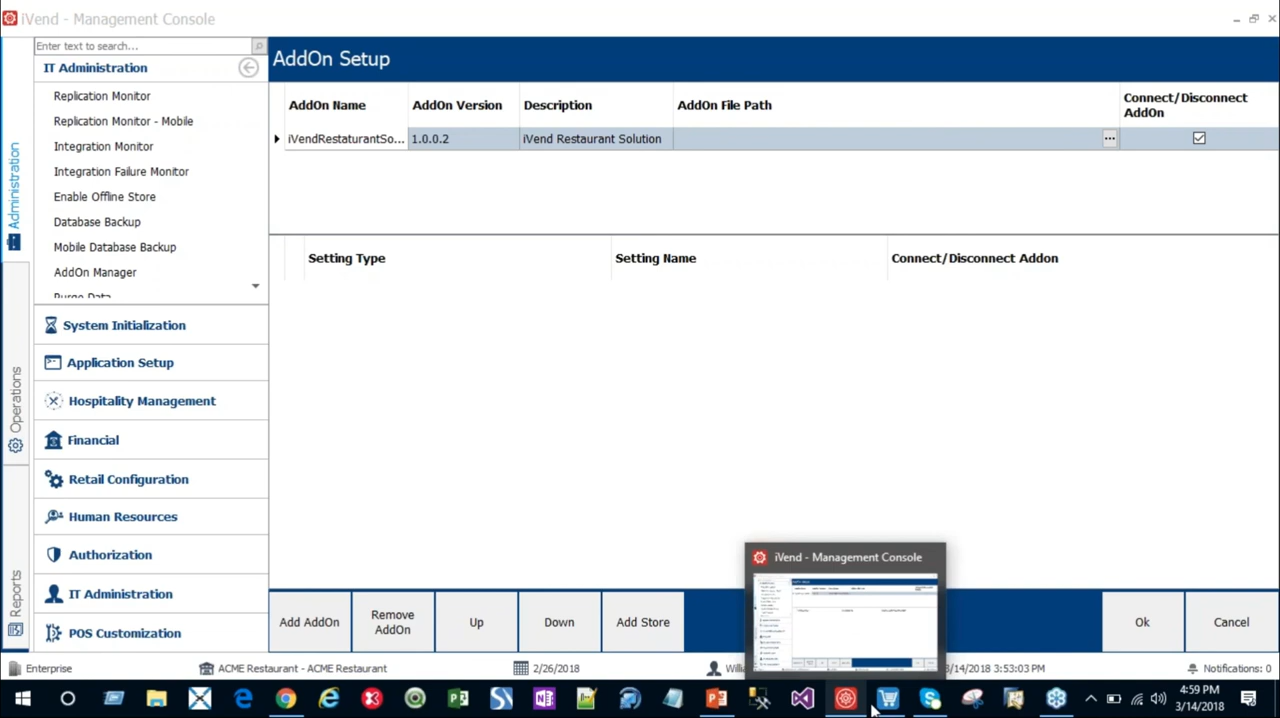 iVend - Management Console
Enter text to search...
IT Administration
Replication Monitor
Replication Monitor - Mobile
Integration Monitor
Integration Failure Monitor
Enable Offline Store
Database Backup
Mobile Database Backup
AddOn Manager
Purge Data
System Initialization
Application Setup
Hospitality Management
Financial
Retail Configuration
Human Resources
Authorization
IT Administration
POS Customization
Administration
Operations
Reports
AddOn Setup
AddOn Name AddOn Version Description AddOn File Path Connect/Disconnect
AddOn
iVendRestaturantSo... 1.0.0.2 iVend Restaurant Solution ...
Setting Type Setting Name Connect/Disconnect Addon
iVend - Management Console
Add AddOn Remove
AddOn Up Down Add Store Ok Cancel
ACME Restaurant - ACME Restaurant 2/26/2018 3/14/2018 3:53:03 PM Notifications: 0
4:59 PM
3/14/2018